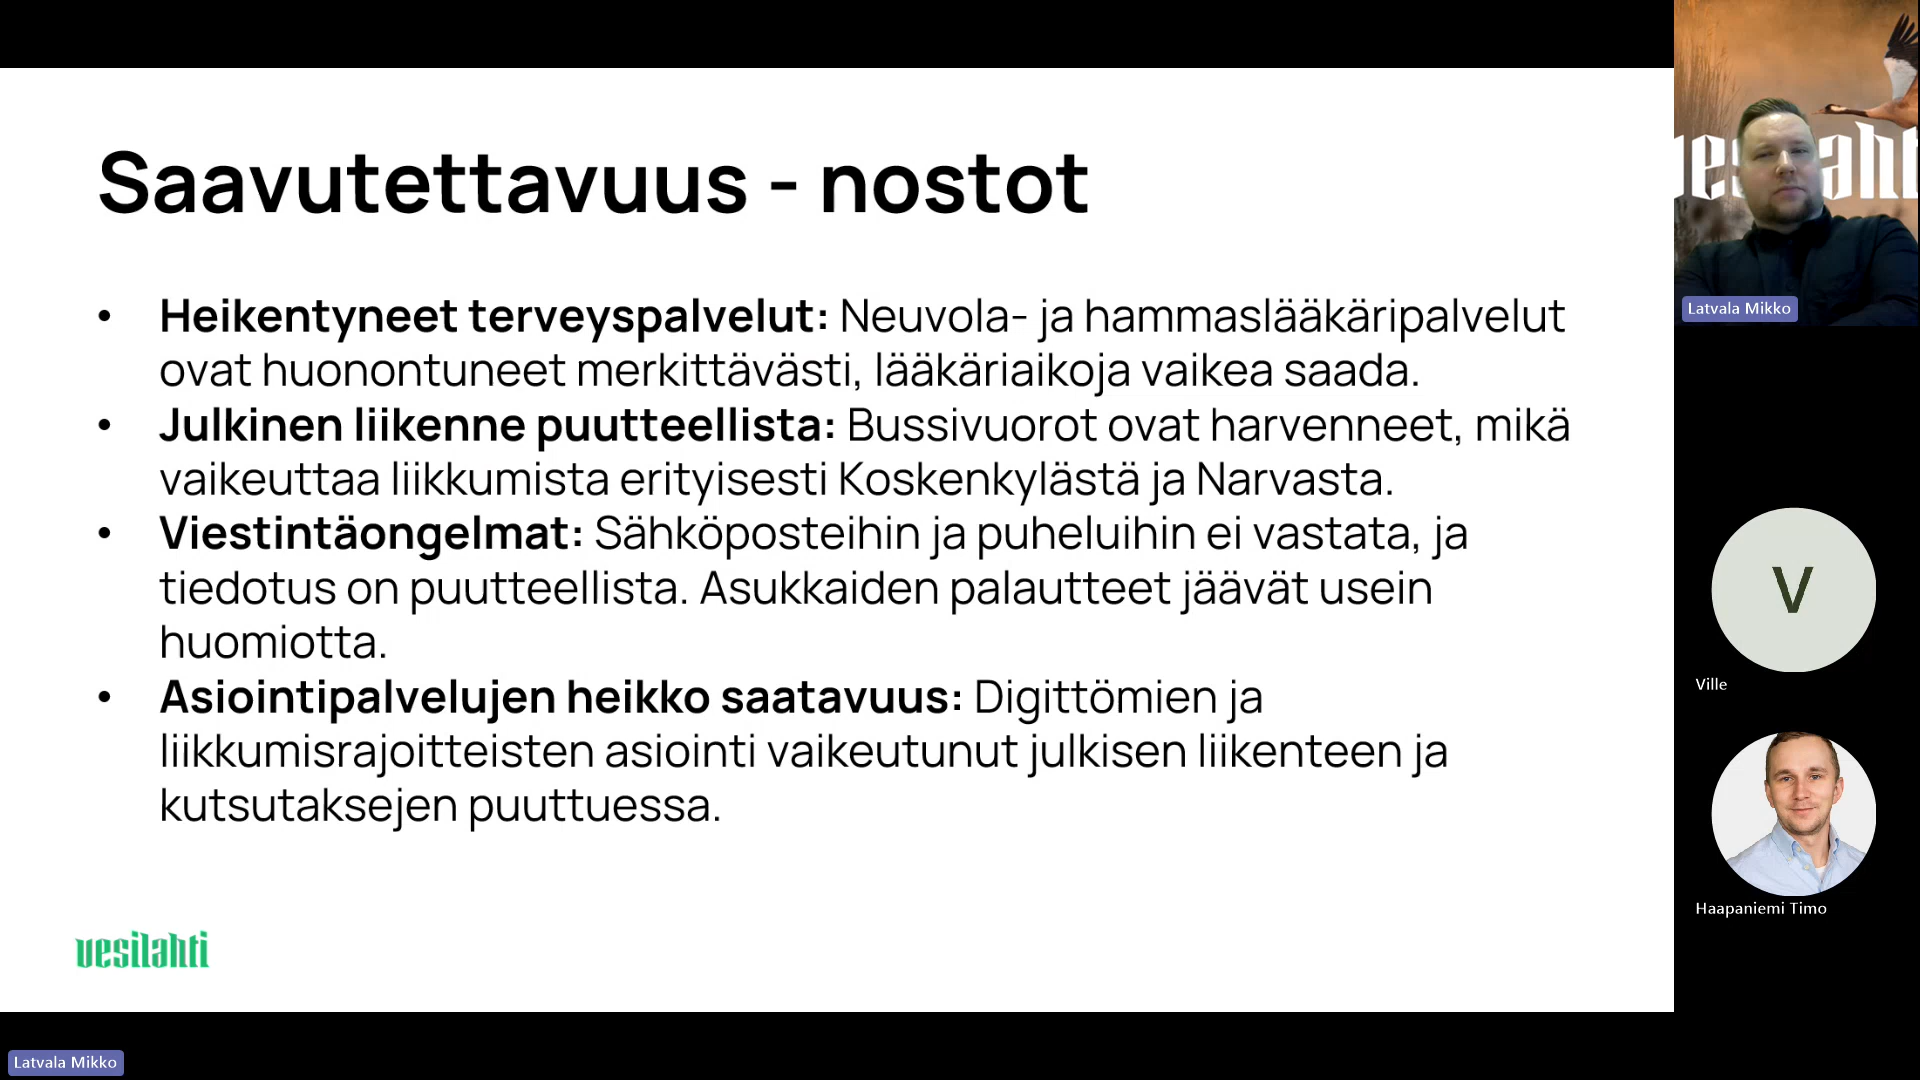 Saavutettavuus - nostot
• Heikentyneet terveyspalvelut: Neuvola- ja hammaslääkäripalvelut
ovat huonontuneet merkittävästi, lääkäriaikoja vaikea saada.
• Julkinen liikenne puutteellista: Bussivuorot ovat harvenneet, mikä
vaikeuttaa liikkumista erityisesti Koskenkylästä ja Narvasta.
• Viestintäongelmat: Sähköposteihin ja puheluihin ei vastata, ja
tiedotus on puutteellista. Asukkaiden palautteet jäävät usein
huomiotta.
• Asiointipalvelujen heikko saatavuus: Digittömien ja
liikkumisrajoitteisten asiointi vaikeutunut julkisen liikenteen ja
kutsutaksejen puuttuessa.
vesilahti
Latvala Mikko
Latvala Mikko
V
Ville
Haapaniemi Timo